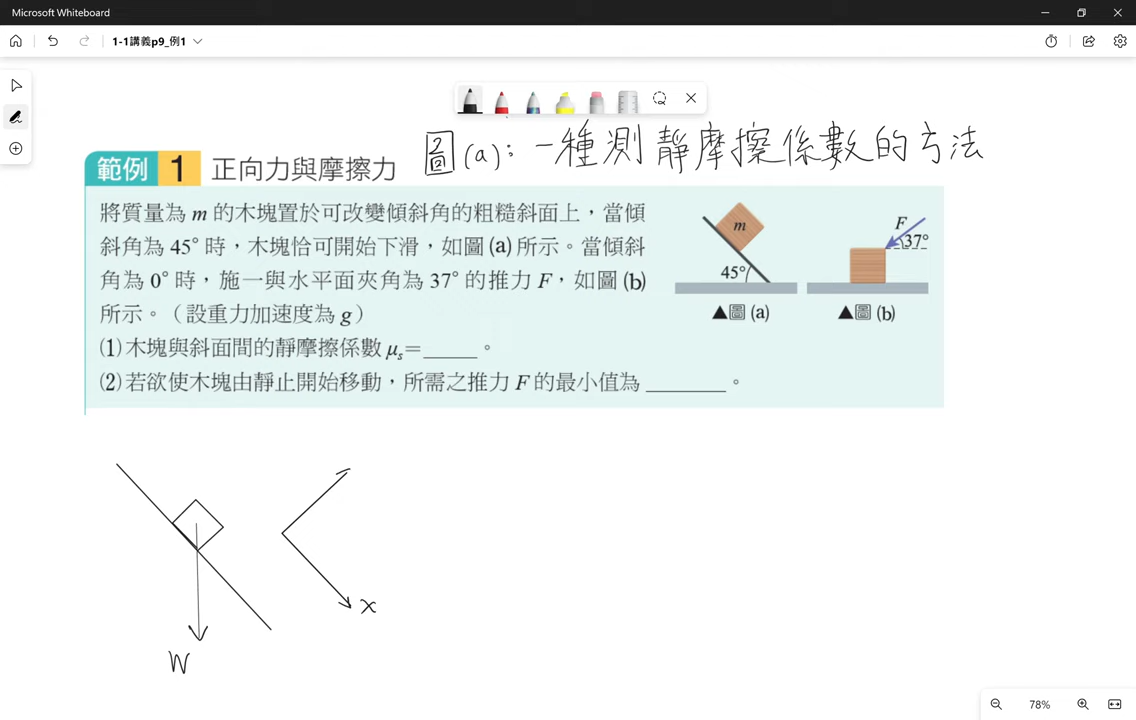 Microsoft Whiteboard
1-1講義p9_例1
圖(a):一種測靜摩擦係數的方法
範例 1 正向力與摩擦力
將質量為 m 的木塊置於可改變傾斜角的粗糙斜面上,當傾
斜角為 45° 時,木塊恰可開始下滑,如圖(a)所示。當傾斜
角為 0° 時,施一與水平面夾角為 37° 的推力 F,如圖(b)
所示。(設重力加速度為 g)
(1)木塊與斜面間的靜摩擦係數 μs=_____。
(2)若欲使木塊由靜止開始移動,所需之推力 F 的最小值為 ________。
m
45°
▲圖 (a)
F
37°
▲圖 (b)
x
W
78%